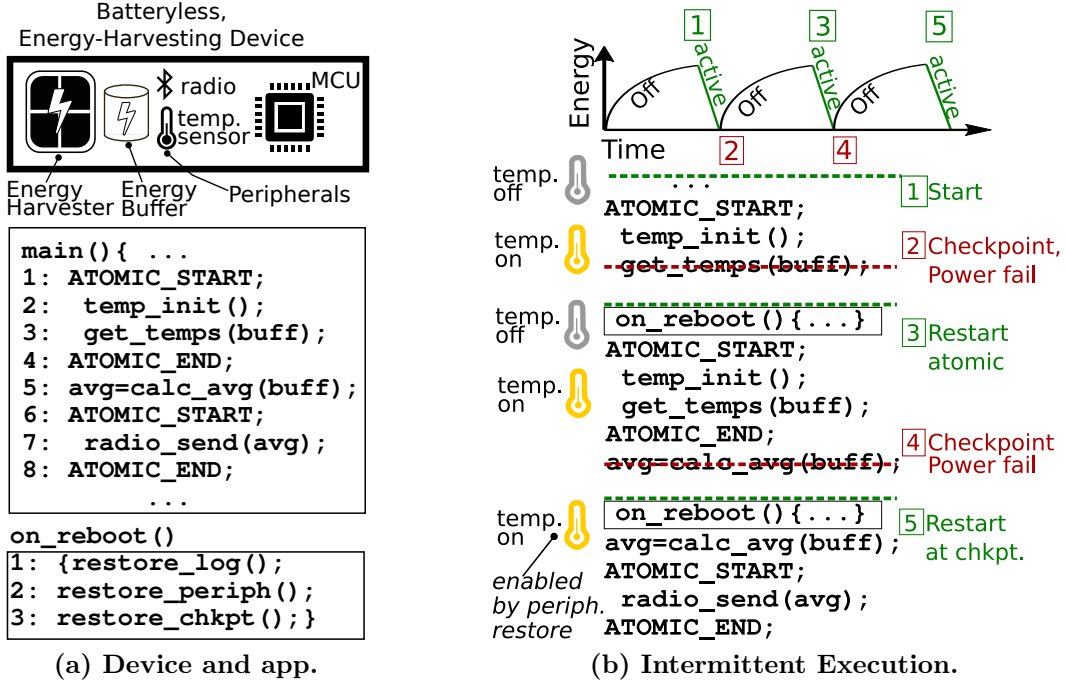 Batteryless,
Energy-Harvesting Device
radio
MCU
temp.
sensor
Energy
Harvester
Energy
Buffer
Peripherals
main(){ ...
1: ATOMIC_START;
2: temp_init();
3: get_temps(buff);
4: ATOMIC_END;
5: avg=calc_avg(buff);
6: ATOMIC_START;
7: radio_send(avg);
8: ATOMIC_END;
...
on_reboot()
1: {restore_log();
2: restore_periph();
3: restore_chkpt();}
(a) Device and app.
1 3 5
Energy
Off
active
Off
active
Off
active
Time
2 4
temp.
off
...
1 Start
ATOMIC_START;
temp.
on
temp_init();
get_temps(buff);
2 Checkpoint,
Power fail
temp.
off
on_reboot(){...}
3 Restart
atomic
ATOMIC_START;
temp.
on
temp_init();
get_temps(buff);
ATOMIC_END;
avg=calc_avg(buff);
4 Checkpoint
Power fail
temp.
on
on_reboot(){...}
5 Restart
at chkpt.
avg=calc_avg(buff);
ATOMIC_START;
radio_send(avg);
ATOMIC_END;
enabled
by periph.
restore
(b) Intermittent Execution.